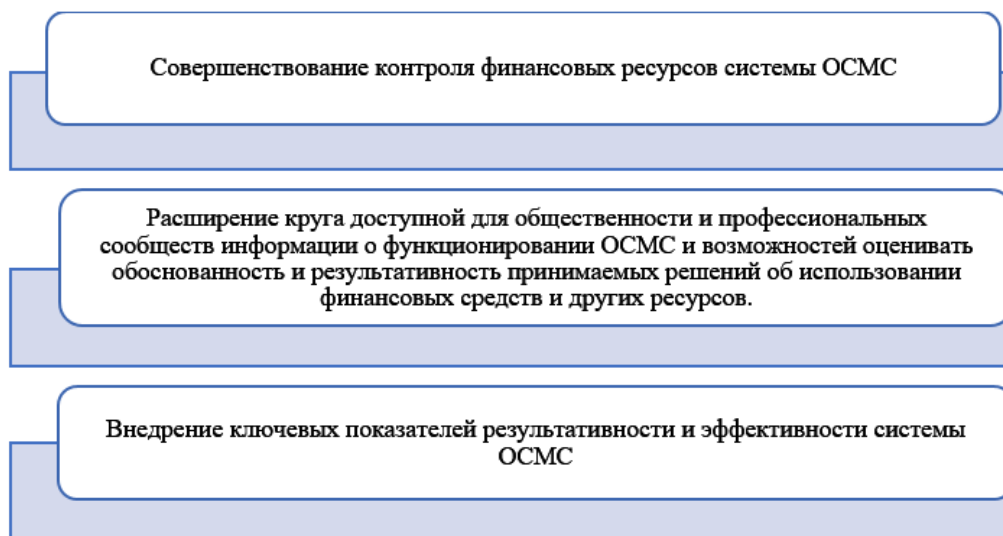 Совершенствование контроля финансовых ресурсов системы ОСМС
Расширение круга доступной для общественности и профессиональных
сообществ информации о функционировании ОСМС и возможностей оценивать
обоснованность и результативность принимаемых решений об использовании
финансовых средств и других ресурсов.
Внедрение ключевых показателей результативности и эффективности системы
ОСМС